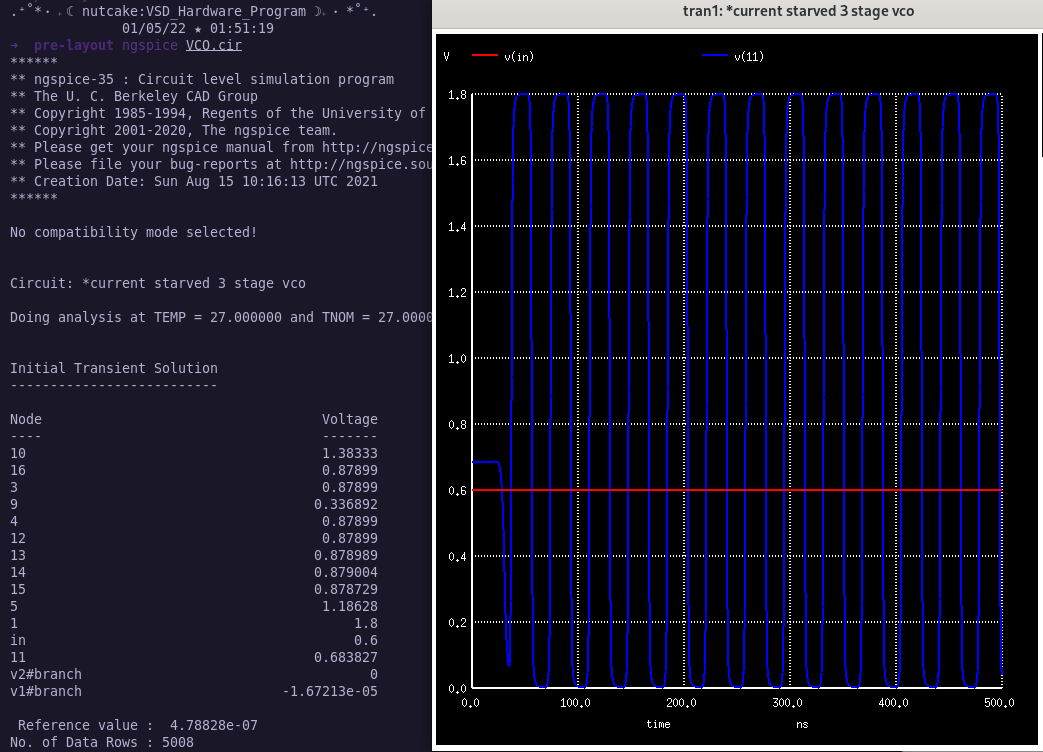 .⁺˚*･ ₊☾ nutcake:VSD_Hardware_Program ☽₊ · *˚⁺.
01/05/22 ★ 01:51:19
→ pre-layout ngspice VCO.cir
******
** ngspice-35 : Circuit level simulation program
** The U. C. Berkeley CAD Group
** Copyright 1985-1994, Regents of the University of
** Copyright 2001-2020, The ngspice team.
** Please get your ngspice manual from http://ngspice
** Please file your bug-reports at http://ngspice.sou
** Creation Date: Sun Aug 15 10:16:13 UTC 2021
******
No compatibility mode selected!
Circuit: *current starved 3 stage vco
Doing analysis at TEMP = 27.000000 and TNOM = 27.0000
Initial Transient Solution
--------------------------
Node Voltage
---- -------
10 1.38333
16 0.87899
3 0.87899
9 0.336892
4 0.87899
12 0.87899
13 0.878989
14 0.879004
15 0.878729
5 1.18628
1 1.8
in 0.6
11 0.683827
v2#branch 0
v1#branch -1.67213e-05
Reference value : 4.78828e-07
No. of Data Rows : 5008
tran1: *current starved 3 stage vco
V v(in) v(11)
1.8
1.6
1.4
1.2
1.0
0.8
0.6
0.4
0.2
0.0
0.0 100.0 200.0 300.0 400.0 500.0
time ns